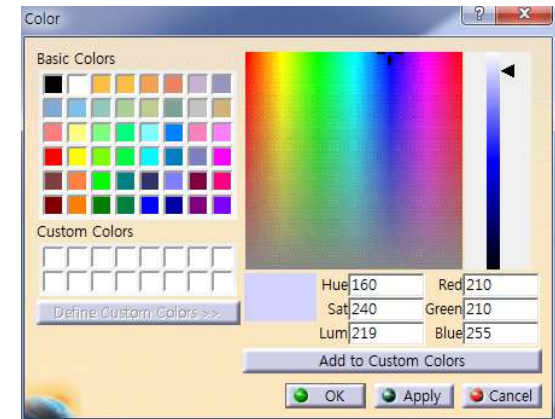 Color
Basic Colors
Custom Colors
Define Custom Colors >>
Hue 160 Red 210
Sat 240 Green 210
Lum 219 Blue 255
Add to Custom Colors
OK Apply Cancel